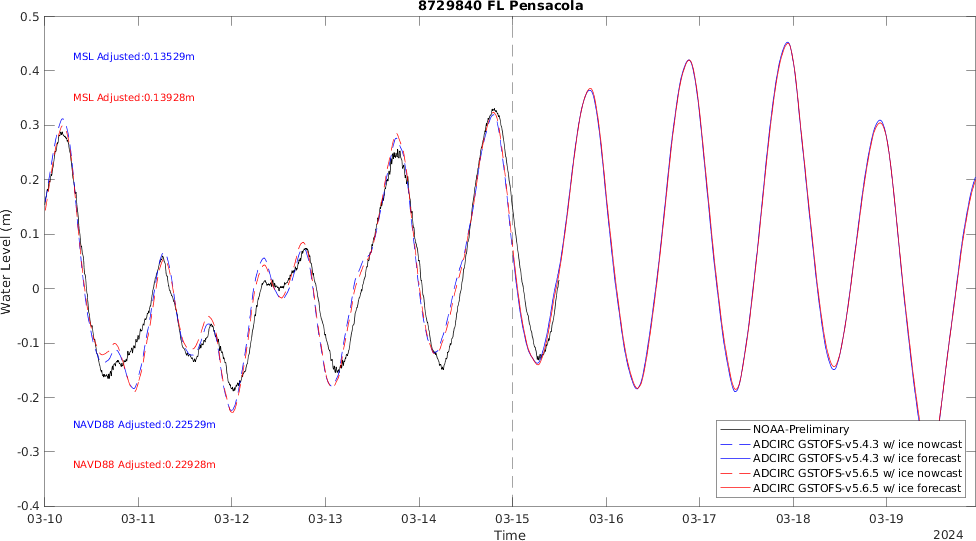 8729840 FL Pensacola
0.5
0.4
0.3
0.2
0.1
0
-0.1
-0.2
-0.3
-0.4
Water Level (m)
MSL Adjusted:0.13529m
MSL Adjusted:0.13928m
NAVD88 Adjusted:0.22529m
NAVD88 Adjusted:0.22928m
NOAA-Preliminary
ADCIRC GSTOFS-v5.4.3 w/ ice nowcast
ADCIRC GSTOFS-v5.4.3 w/ ice forecast
ADCIRC GSTOFS-v5.6.5 w/ ice nowcast
ADCIRC GSTOFS-v5.6.5 w/ ice forecast
03-10 03-11 03-12 03-13 03-14 03-15 03-16 03-17 03-18 03-19
Time
2024